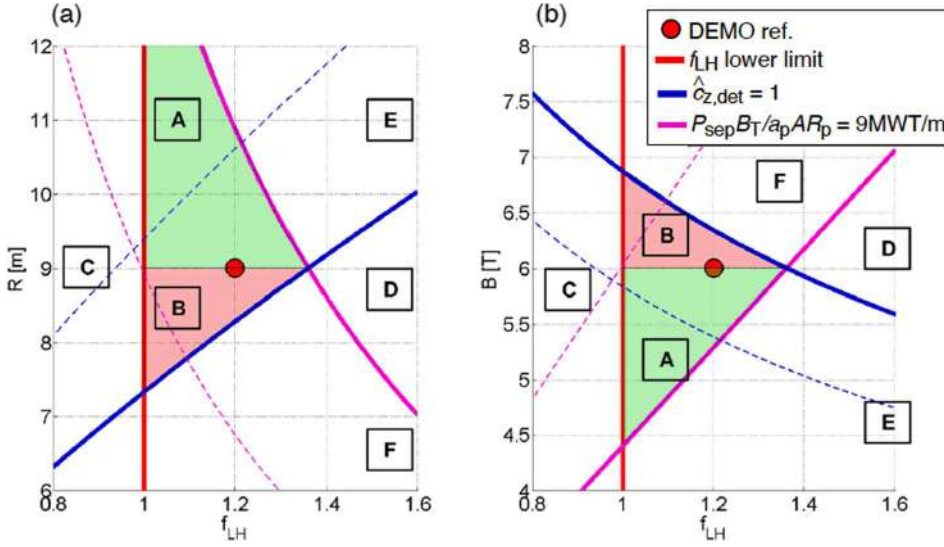 (a)
12
11
10
9
8
7
6
R [m]
0.8
1
1.2
1.4
1.6
f_LH
A
E
C
B
D
F
(b)
8
7.5
7
6.5
6
5.5
5
4.5
4
B [T]
0.8
1
1.2
1.4
1.6
f_LH
F
B
D
C
A
E
DEMO ref.
f_LH lower limit
ĉ_z,det = 1
P_sep B_T/a_p AR_p = 9MWT/m